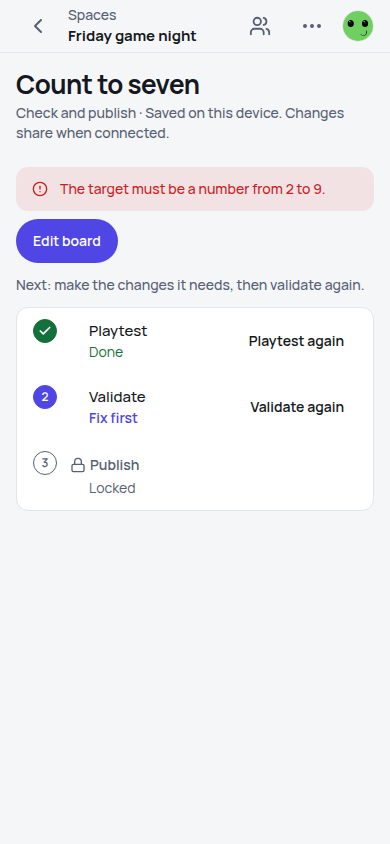 Spaces
Friday game night
Count to seven
Check and publish · Saved on this device. Changes
share when connected.
The target must be a number from 2 to 9.
Edit board
Next: make the changes it needs, then validate again.
Playtest
Done
Playtest again
2
Validate
Fix first
Validate again
3
Publish
Locked